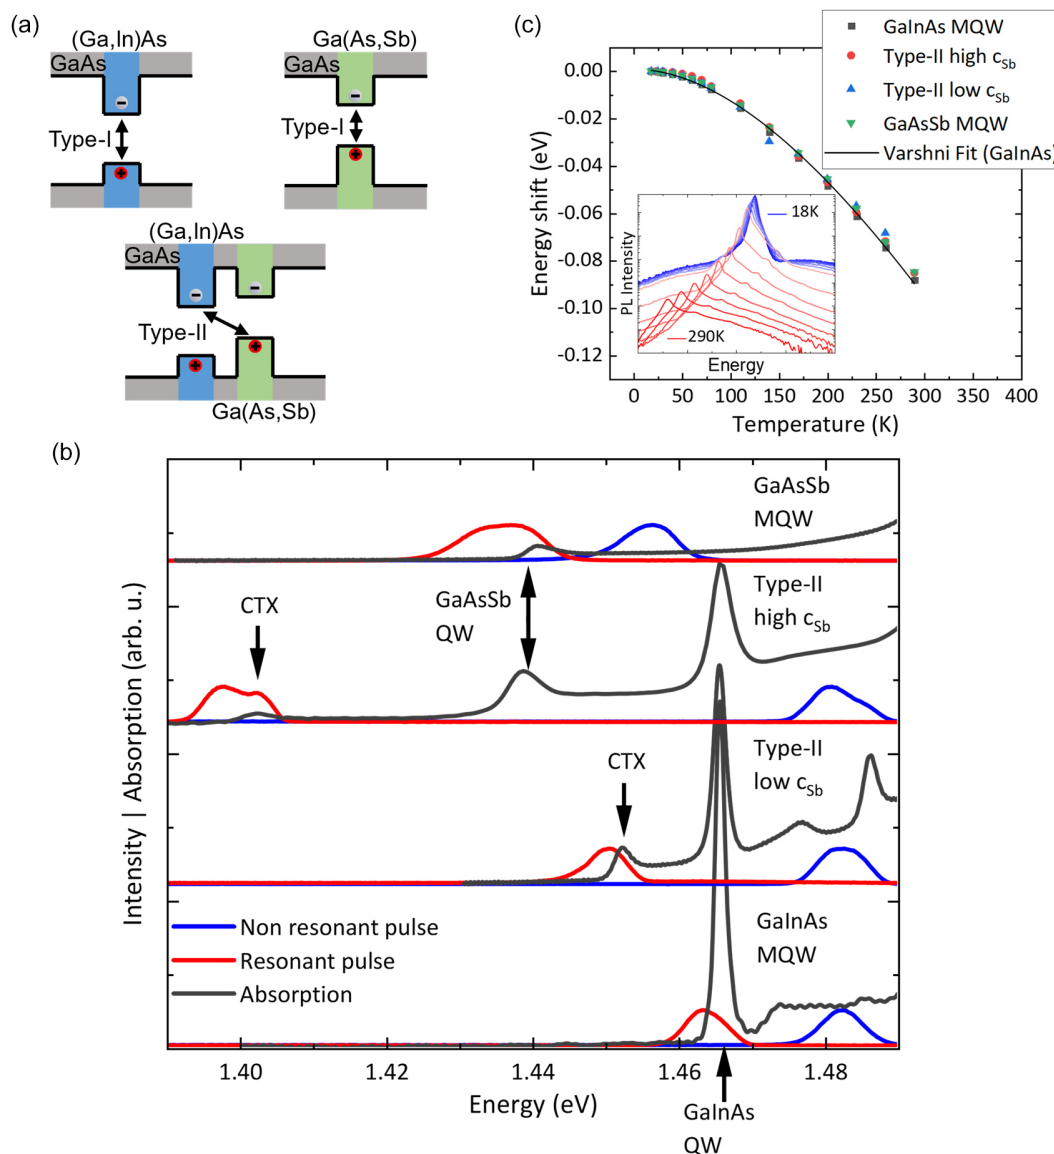 (a)
(Ga,In)As
GaAs
Type-I
Ga(As,Sb)
GaAs
Type-I
(Ga,In)As
GaAs
Type-II
Ga(As,Sb)
(c)
GaInAs MQW
Type-II high cSb
Type-II low cSb
GaAsSb MQW
Varshni Fit (GaInAs)
Energy shift (eV)
0.00
-0.02
-0.04
-0.06
-0.08
-0.10
-0.12
0
50
100
150
200
250
300
350
400
Temperature (K)
PL Intensity
18K
290K
Energy
(b)
Intensity | Absorption (arb. u.)
GaAsSb
MQW
CTX
GaAsSb
QW
Type-II
high cSb
CTX
Type-II
low cSb
GaInAs
MQW
Non resonant pulse
Resonant pulse
Absorption
1.40
1.42
1.44
1.46
1.48
Energy (eV)
GaInAs
QW